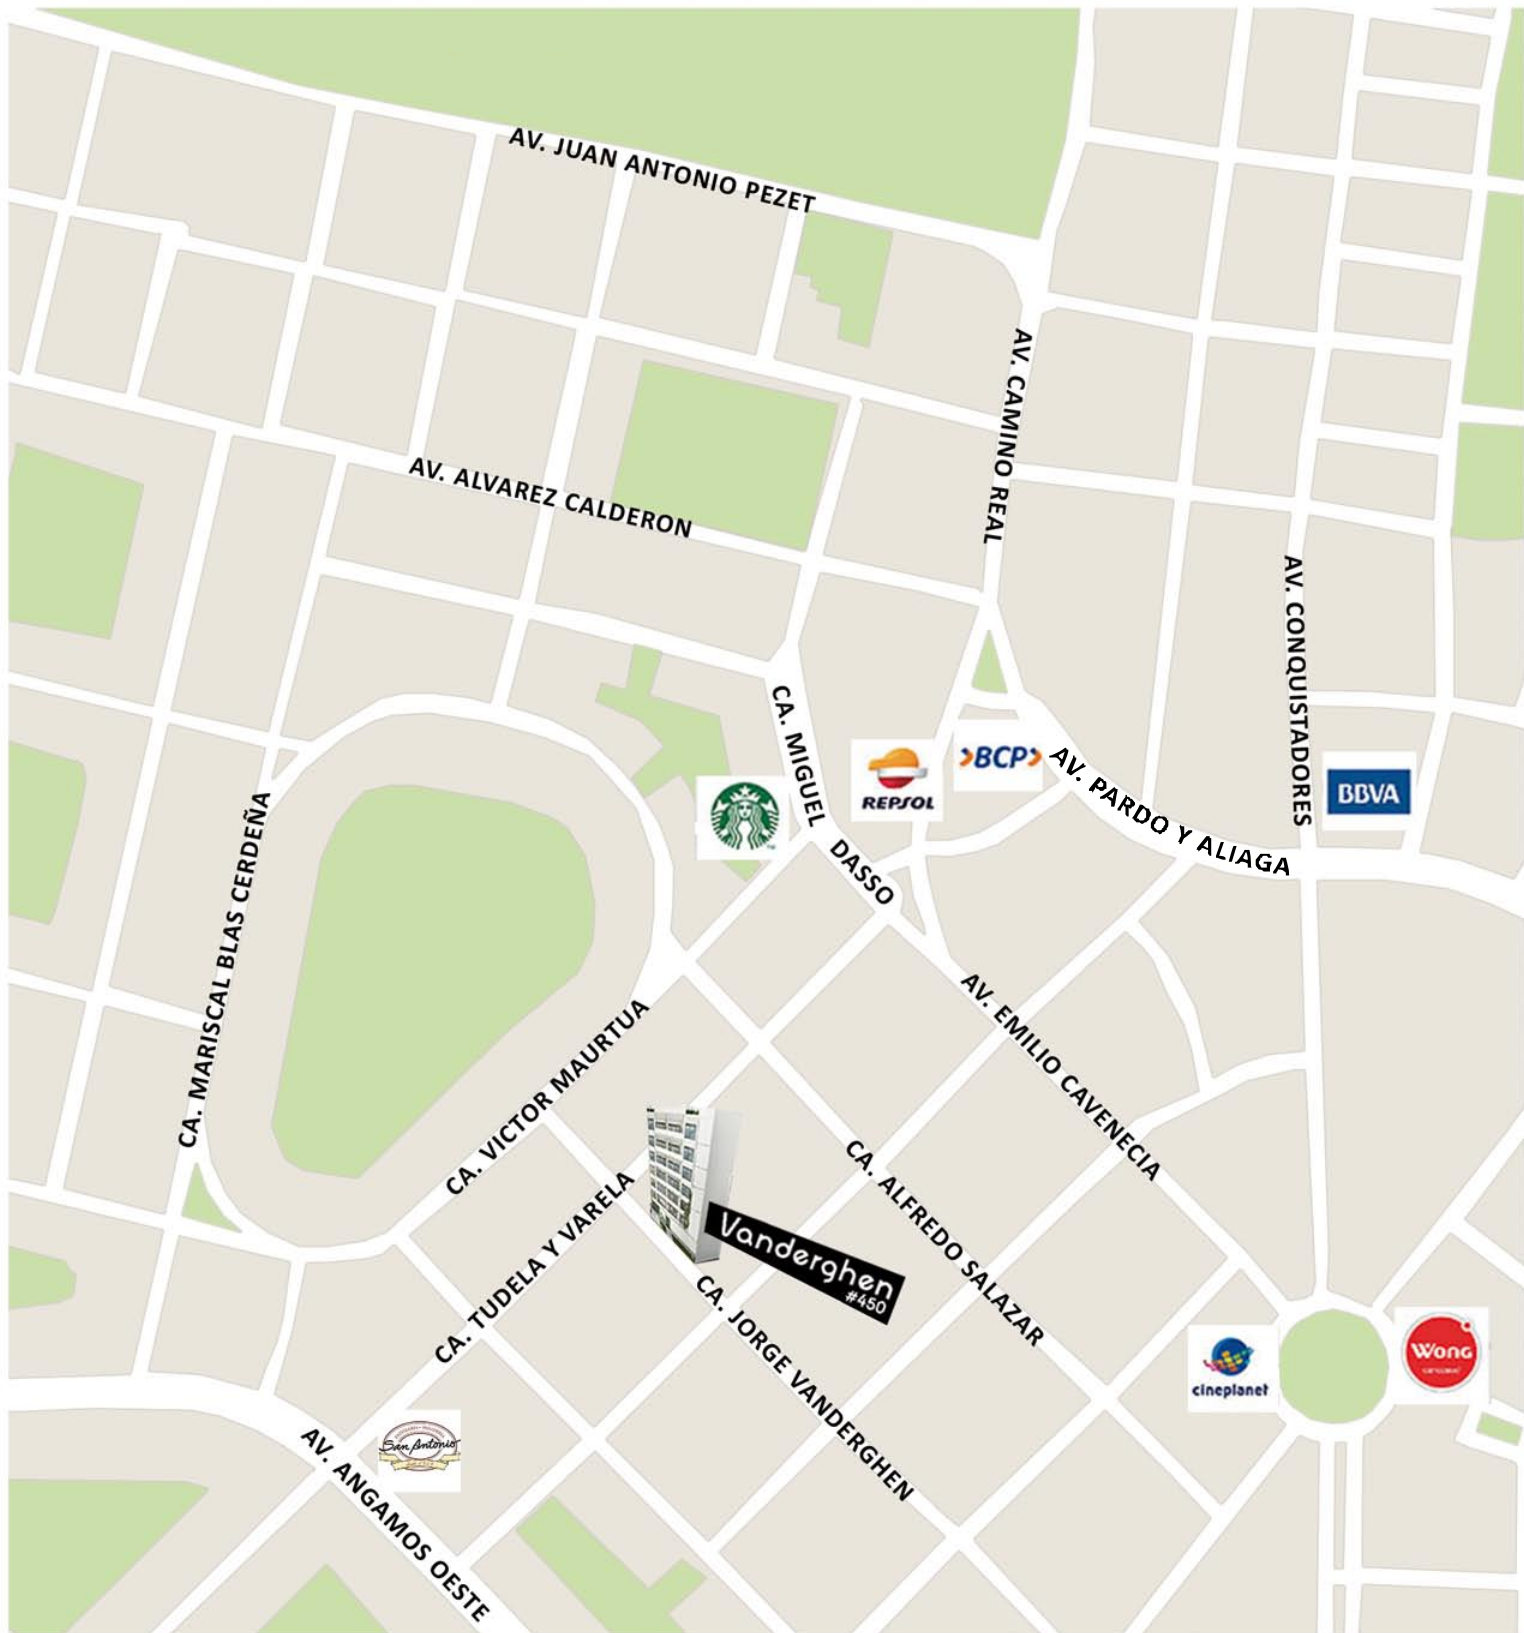 AV. JUAN ANTONIO PEZET
AV. CAMINO REAL
AV. ALVAREZ CALDERON
AV. CONQUISTADORES
CA. MIGUEL DASSO
REPSOL
BCP
AV. PARDO Y ALIAGA
BBVA
CA. MARISCAL BLAS CERDEÑA
AV. EMILIO CAVENECIA
CA. VICTOR MAURTUA
CA. TUDELA Y VARELA
CA. ALFREDO SALAZAR
Vanderghen
#450
CA. JORGE VANDERGHEN
cineplanet
Wong
San Antonio
AV. ANGAMOS OESTE